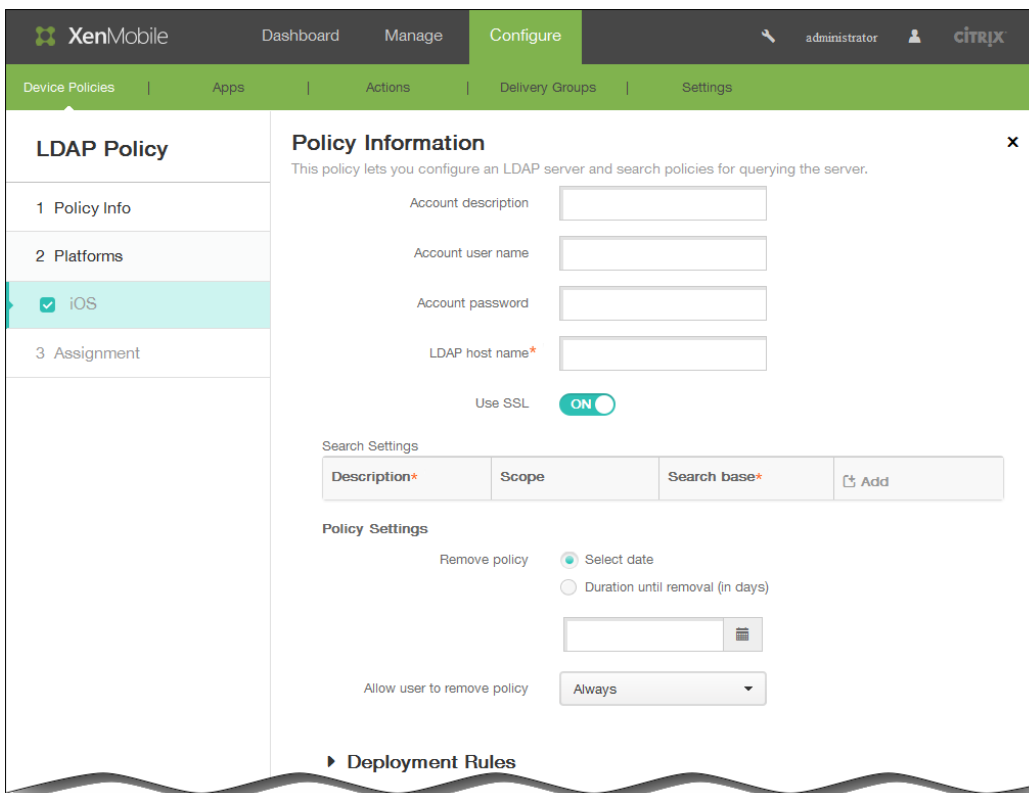 XenMobile
Dashboard Manage Configure administrator CİTRIX
Device Policies | Apps | Actions | Delivery Groups | Settings
LDAP Policy
1 Policy Info
2 Platforms
iOS
3 Assignment
Policy Information
This policy lets you configure an LDAP server and search policies for querying the server.
Account description
Account user name
Account password
LDAP host name*
Use SSL ON
Search Settings
Description* Scope Search base* Add
Policy Settings
Remove policy Select date
Duration until removal (in days)
Allow user to remove policy Always
Deployment Rules